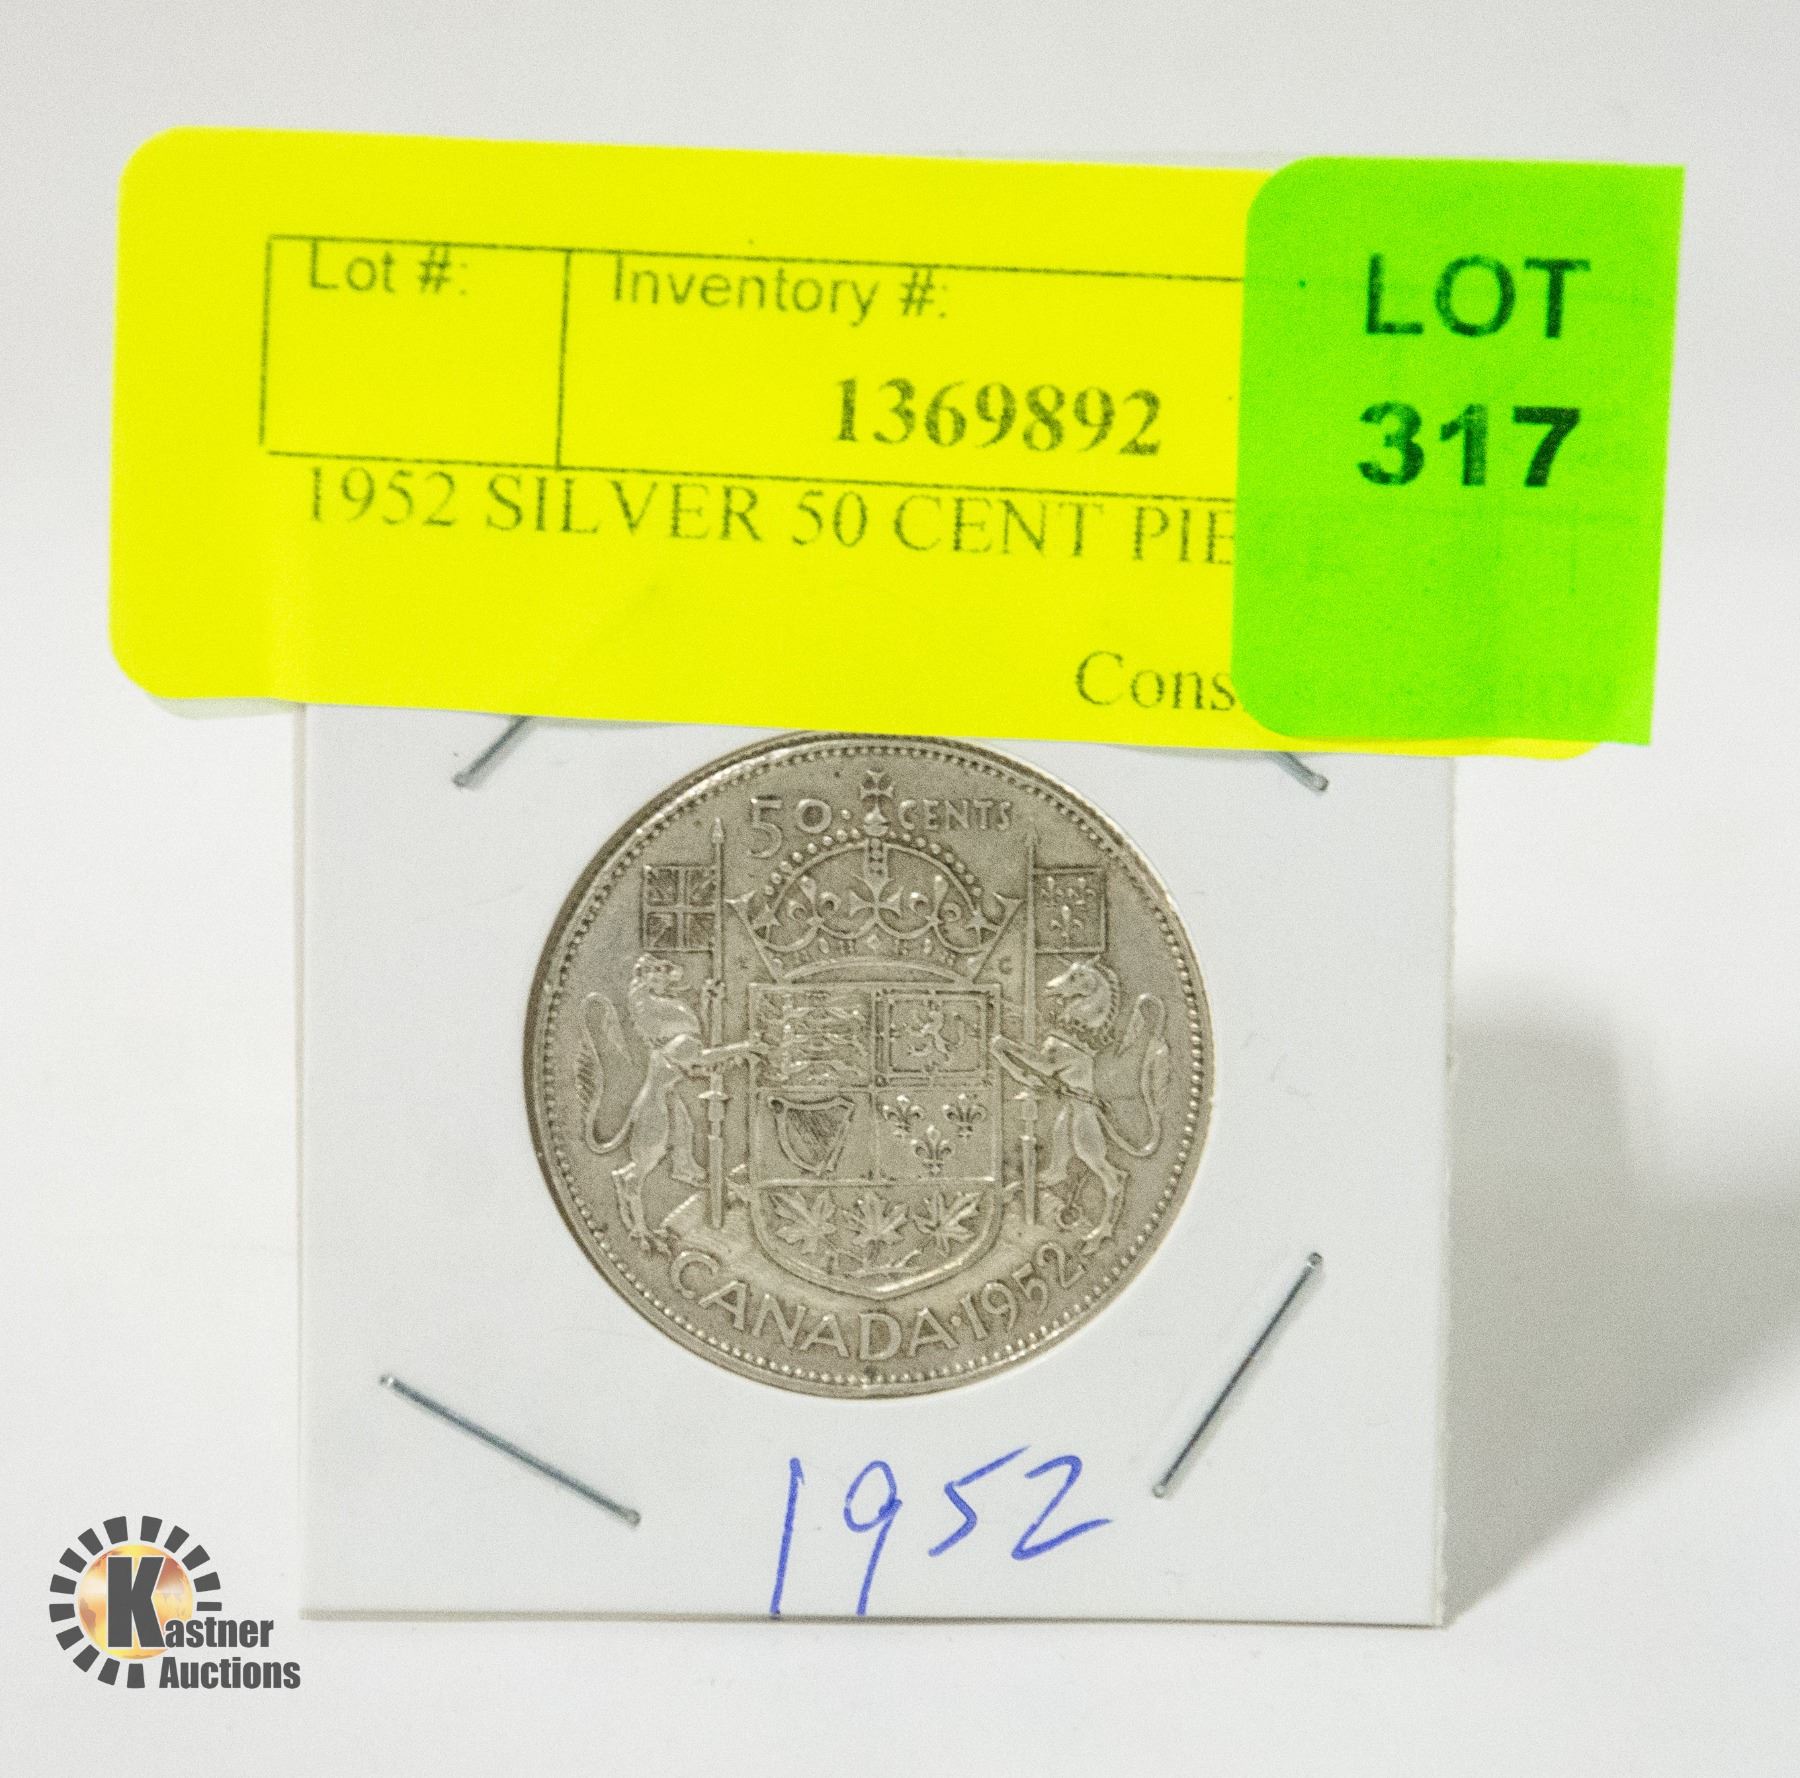 Lot #:
Inventory #:
1369892
LOT
317
1952 SILVER 50 CENT PIE
Cons
50 CENTS
CANADA·1952
1952
Kastner
Auctions